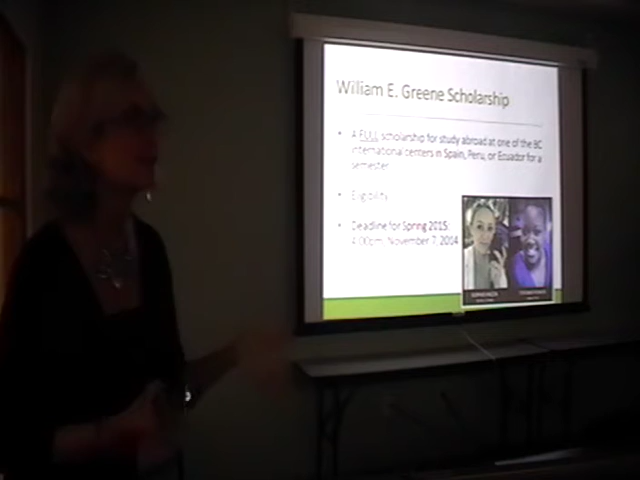 William E. Greene Scholarship
• A FULL scholarship for study abroad at one of the BC
international centers in Spain, Peru, or Ecuador for a
semester
• Eligibility
• Deadline for Spring 2015:
4:00pm, November 7, 2014